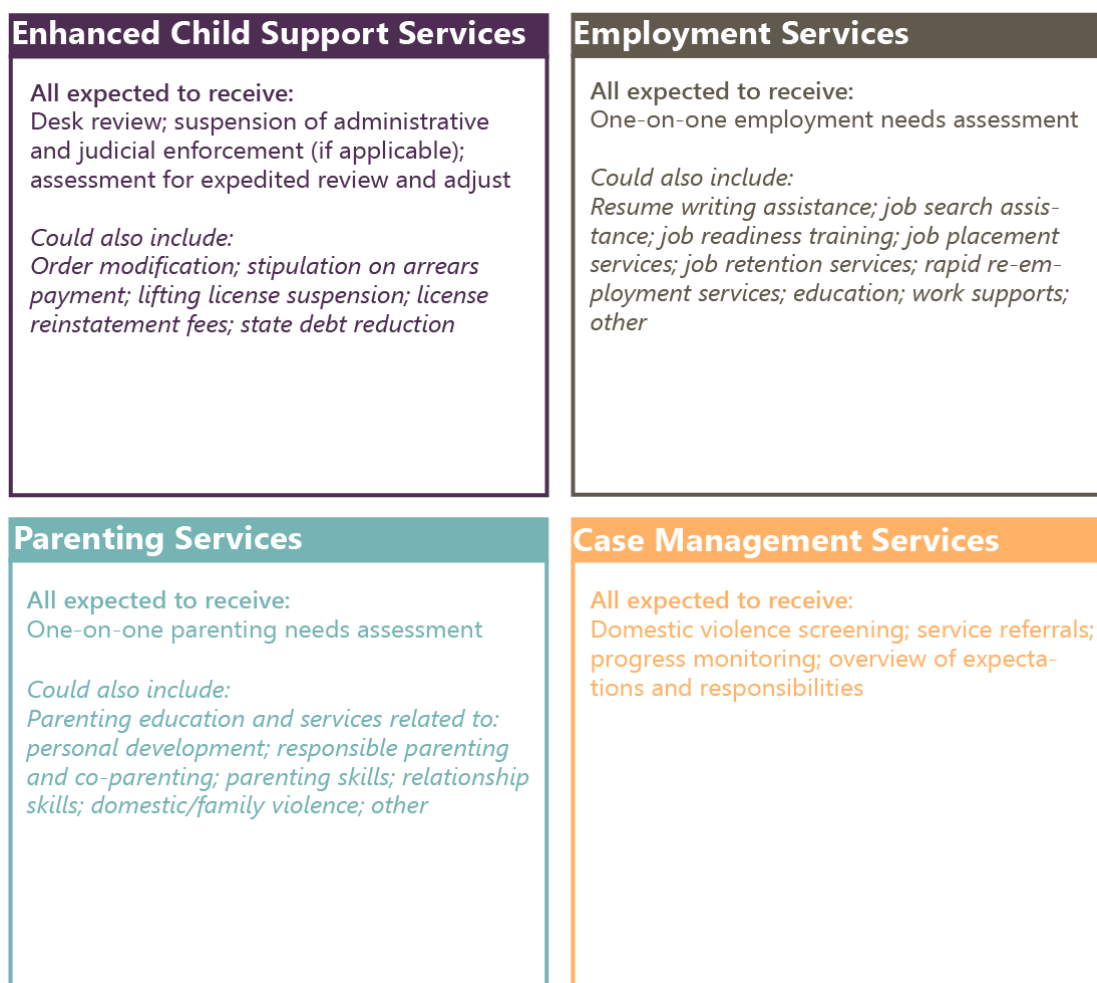 Enhanced Child Support Services
All expected to receive:
Desk review; suspension of administrative
and judicial enforcement (if applicable);
assessment for expedited review and adjust
Could also include:
Order modification; stipulation on arrears
payment; lifting license suspension; license
reinstatement fees; state debt reduction
Employment Services
All expected to receive:
One-on-one employment needs assessment
Could also include:
Resume writing assistance; job search assis-
tance; job readiness training; job placement
services; job retention services; rapid re-em-
ployment services; education; work supports;
other
Parenting Services
All expected to receive:
One-on-one parenting needs assessment
Could also include:
Parenting education and services related to:
personal development; responsible parenting
and co-parenting; parenting skills; relationship
skills; domestic/family violence; other
Case Management Services
All expected to receive:
Domestic violence screening; service referrals;
progress monitoring; overview of expecta-
tions and responsibilities